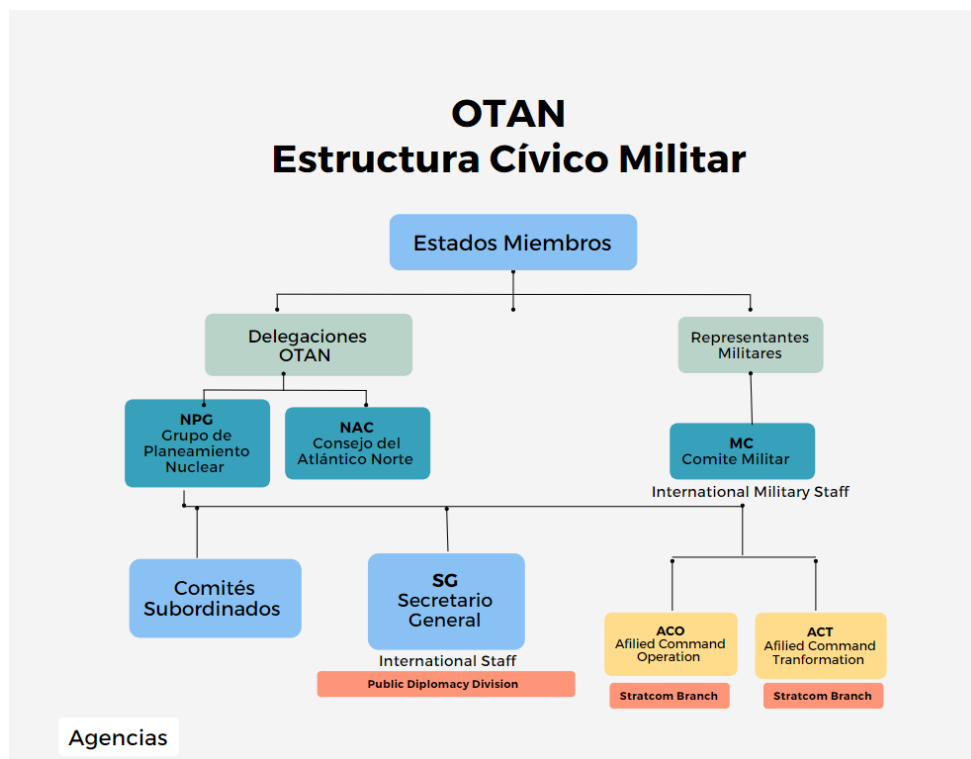 OTAN
Estructura Cívico Militar
Estados Miembros
Delegaciones
OTAN
Representantes
Militares
NPG
Grupo de
Planeamiento
Nuclear
NAC
Consejo del
Atlántico Norte
MC
Comite Militar
International Military Staff
Comités
Subordinados
SG
Secretario
General
International Staff
Public Diplomacy Division
ACO
Afilied Command
Operation
Stratcom Branch
ACT
Afilied Command
Tranformation
Stratcom Branch
Agencias